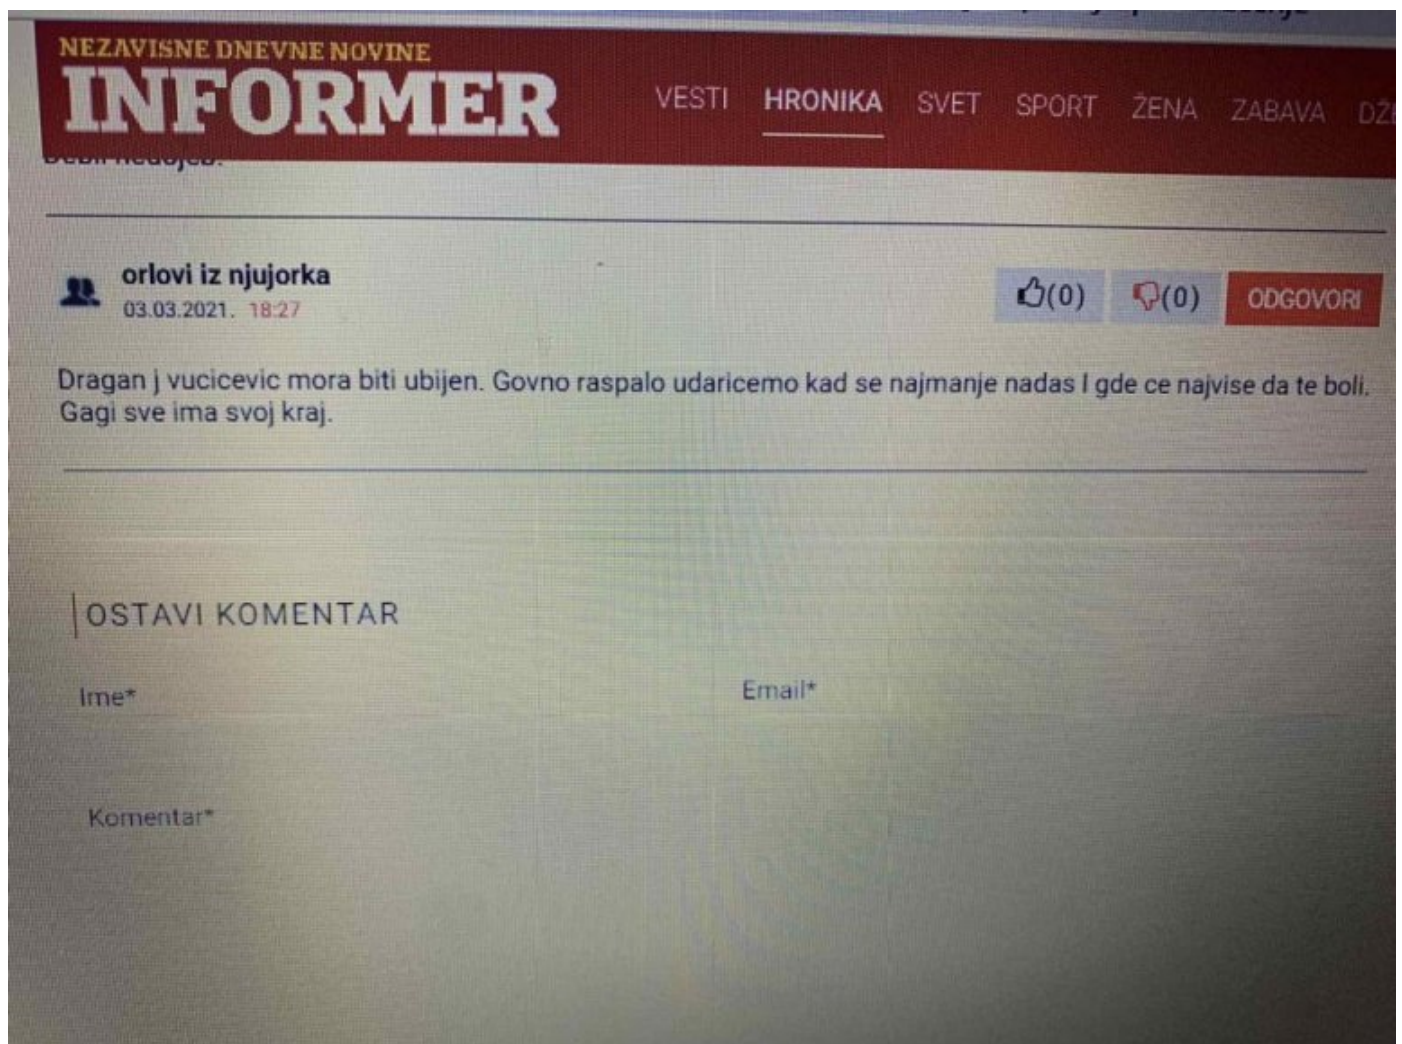 NEZAVISNE DNEVNE NOVINE
INFORMER
VESTI HRONIKA SVET SPORT ŽENA ZABAVA
orlovi iz njujorka
03.03.2021. 18:27
(0) (0) ODGOVORI
Dragan j vucicevic mora biti ubijen. Govno raspalo udaricemo kad se najmanje nadas I gde ce najvise da te boli.
Gagi sve ima svoj kraj.
OSTAVI KOMENTAR
Ime* Email*
Komentar*